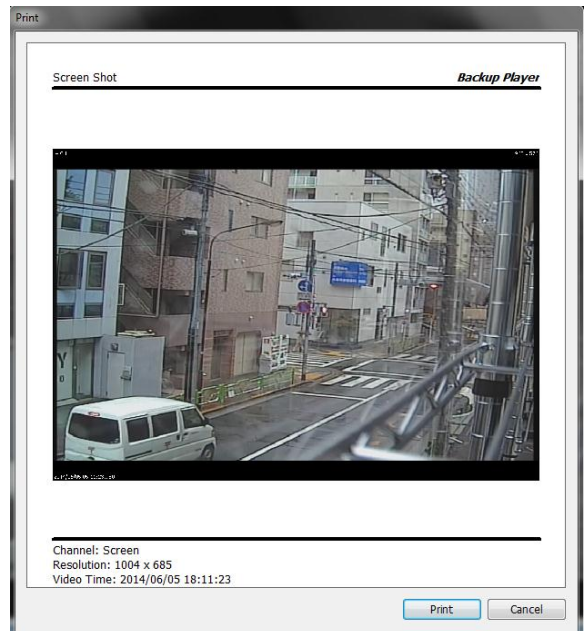 Print
Screen Shot
Backup Player
Y
Channel: Screen
Resolution: 1004 x 685
Video Time: 2014/06/05 18:11:23
Print
Cancel